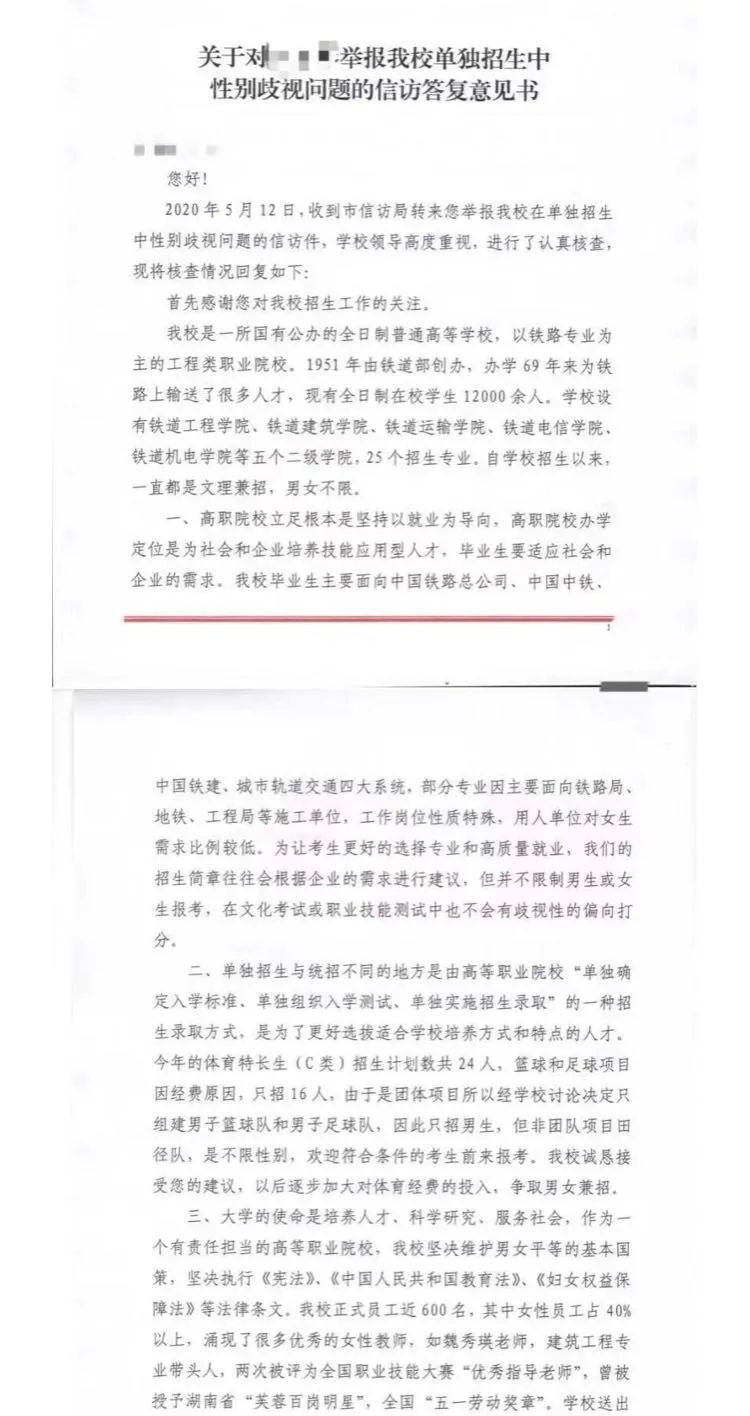 关于对 举报我校单独招生中
性别歧视问题的信访答复意见书
您好！
2020年5月12日，收到市信访局转来您举报我校在单独招生
中性别歧视问题的信访件，学校领导高度重视，进行了认真核查，
现将核查情况回复如下：
首先感谢您对我校招生工作的关注。
我校是一所国有公办的全日制普通高等学校，以铁路专业为
主的工程类职业院校。1951年由铁道部创办，办学69年来为铁
路上输送了很多人才，现有全日制在校学生12000余人。学校设
有铁道工程学院、铁道建筑学院、铁道运输学院、铁道电信学院、
铁道机电学院等五个二级学院，25个招生专业。自学校招生以来，
一直都是文理兼招，男女不限。
一、高职院校立足根本是坚持以就业为导向，高职院校办学
定位是为社会和企业培养技能应用型人才，毕业生要适应社会和
企业的需求。我校毕业生主要面向中国铁路总公司、中国中铁、
1
中国铁建、城市轨道交通四大系统，部分专业因主要面向铁路局、
地铁、工程局等施工单位，工作岗位性质特殊，用人单位对女生
需求比例较低。为让考生更好的选择专业和高质量就业，我们的
招生简章往往会根据企业的需求进行建议，但并不限制男生或女
生报考，在文化考试或职业技能测试中也不会有歧视性的偏向打
分。
二、单独招生与统招不同的地方是由高等职业院校“单独确
定入学标准、单独组织入学测试、单独实施招生录取”的一种招
生录取方式，是为了更好选拔适合学校培养方式和特点的人才。
今年的体育特长生（C类）招生计划数共24人，篮球和足球项目
因经费原因，只招16人，由于是团体项目所以经学校讨论决定只
组建男子篮球队和男子足球队，因此只招男生，但非团队项目田
径队，是不限性别，欢迎符合条件的考生前来报考。我校诚恳接
受您的建议，以后逐步加大对体育经费的投入，争取男女兼招。
三、大学的使命是培养人才、科学研究、服务社会，作为一
个有责任担当的高等职业院校，我校坚决维护男女平等的基本国
策，坚决执行《宪法》、《中国人民共和国教育法》、《妇女权益保
障法》等法律条文。我校正式员工近600名，其中女性员工占40%
以上，涌现了很多优秀的女性教师，如魏秀瑛老师，建筑工程专
业带头人，两次被评为全国职业技能大赛“优秀指导老师”，曾被
授予湖南省“芙蓉百岗明星”，全国“五一劳动奖章”。学校送出